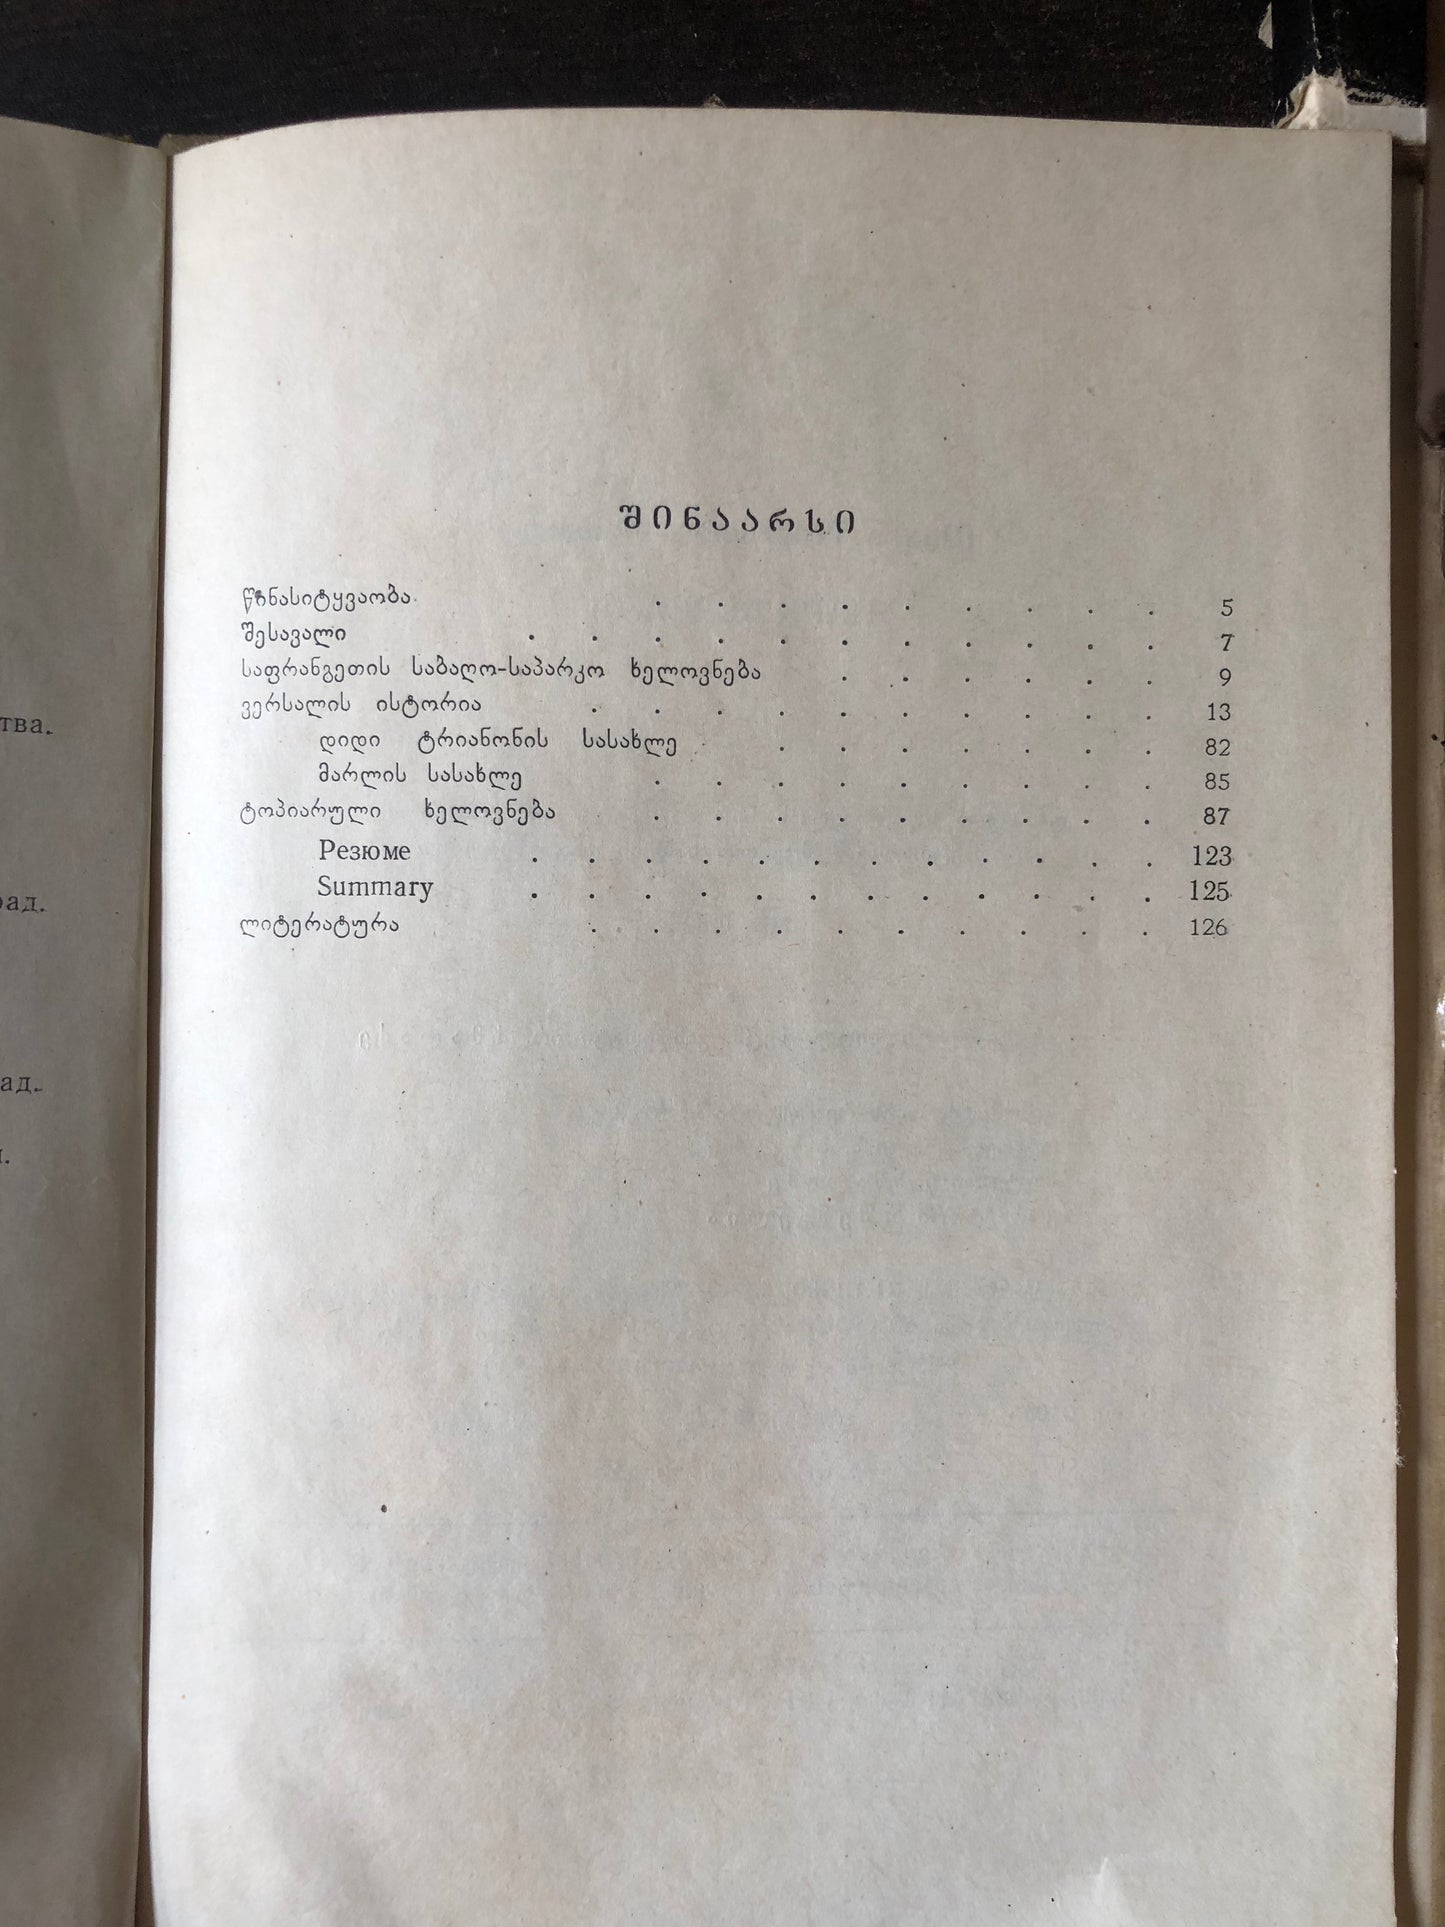 тва.
ад.
ад.
შინაარსი
წინასიტყვაობა . . . . . . . . . 5
შესავალი . . . . . . . . . . . 7
საფრანგეთის საბაღო-საპარკო ხელოვნება . . . . . . 9
ვერსალის ისტორია . . . . . . . . . . 13
დიდი ტრიანონის სასახლე . . . . . . . 82
მარლის სასახლე . . . . . . . . . 85
ტოპიარული ხელოვნება . . . . . . . . . 87
Резюме . . . . . . . . . . . . 123
Summary . . . . . . . . . . . . 125
ლიტერატურა . . . . . . . . . . 126